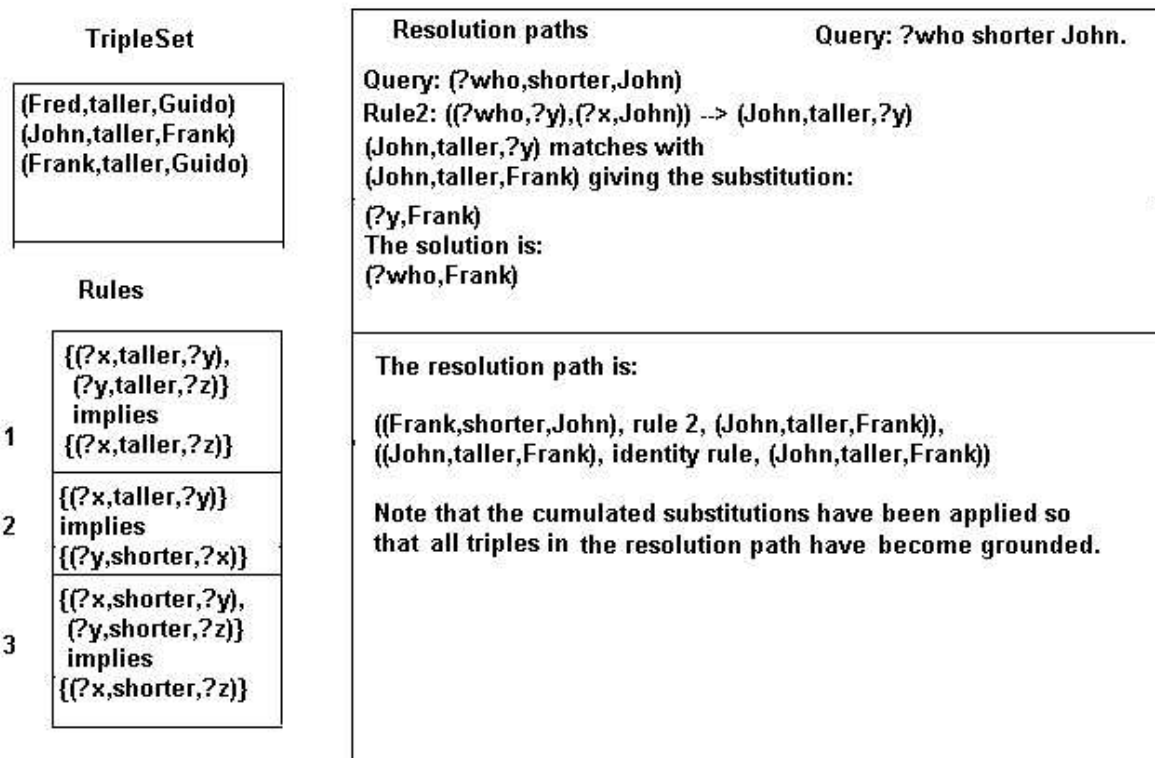 TripleSet
(Fred,taller,Guido)
(John,taller,Frank)
(Frank,taller,Guido)
Rules
1
{(?x,taller,?y),
(?y,taller,?z)}
implies
{(?x,taller,?z)}
2
{(?x,taller,?y)}
implies
{(?y,shorter,?x)}
3
{(?x,shorter,?y),
(?y,shorter,?z)}
implies
{(?x,shorter,?z)}
Resolution paths
Query: ?who shorter John.
Query: (?who,shorter,John)
Rule2: ((?who,?y),(?x,John)) --> (John,taller,?y)
(John,taller,?y) matches with
(John,taller,Frank) giving the substitution:
(?y,Frank)
The solution is:
(?who,Frank)
The resolution path is:
((Frank,shorter,John), rule 2, (John,taller,Frank)),
((John,taller,Frank), identity rule, (John,taller,Frank))
Note that the cumulated substitutions have been applied so
that all triples in the resolution path have become grounded.